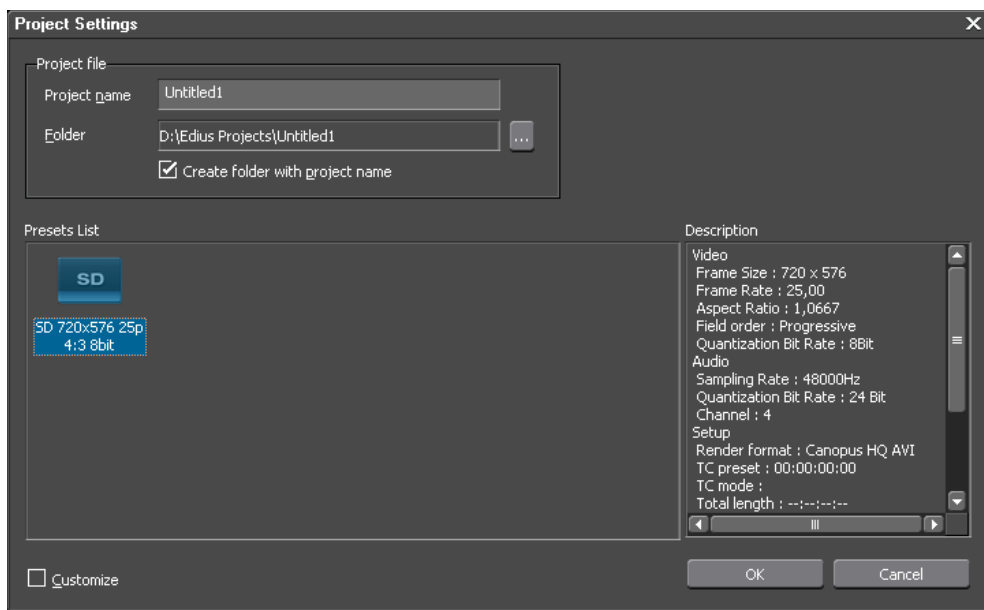 Project Settings
Project file
Project name
Untitled1
Folder
D:\Edius Projects\Untitled1
...
Create folder with project name
Presets List
SD
SD 720x576 25p
4:3 8bit
Description
Video
Frame Size : 720 x 576
Frame Rate : 25,00
Aspect Ratio : 1,0667
Field order : Progressive
Quantization Bit Rate : 8Bit
Audio
Sampling Rate : 48000Hz
Quantization Bit Rate : 24 Bit
Channel : 4
Setup
Render format : Canopus HQ AVI
TC preset : 00:00:00:00
TC mode :
Total length : --:--:--:--
Customize
OK
Cancel